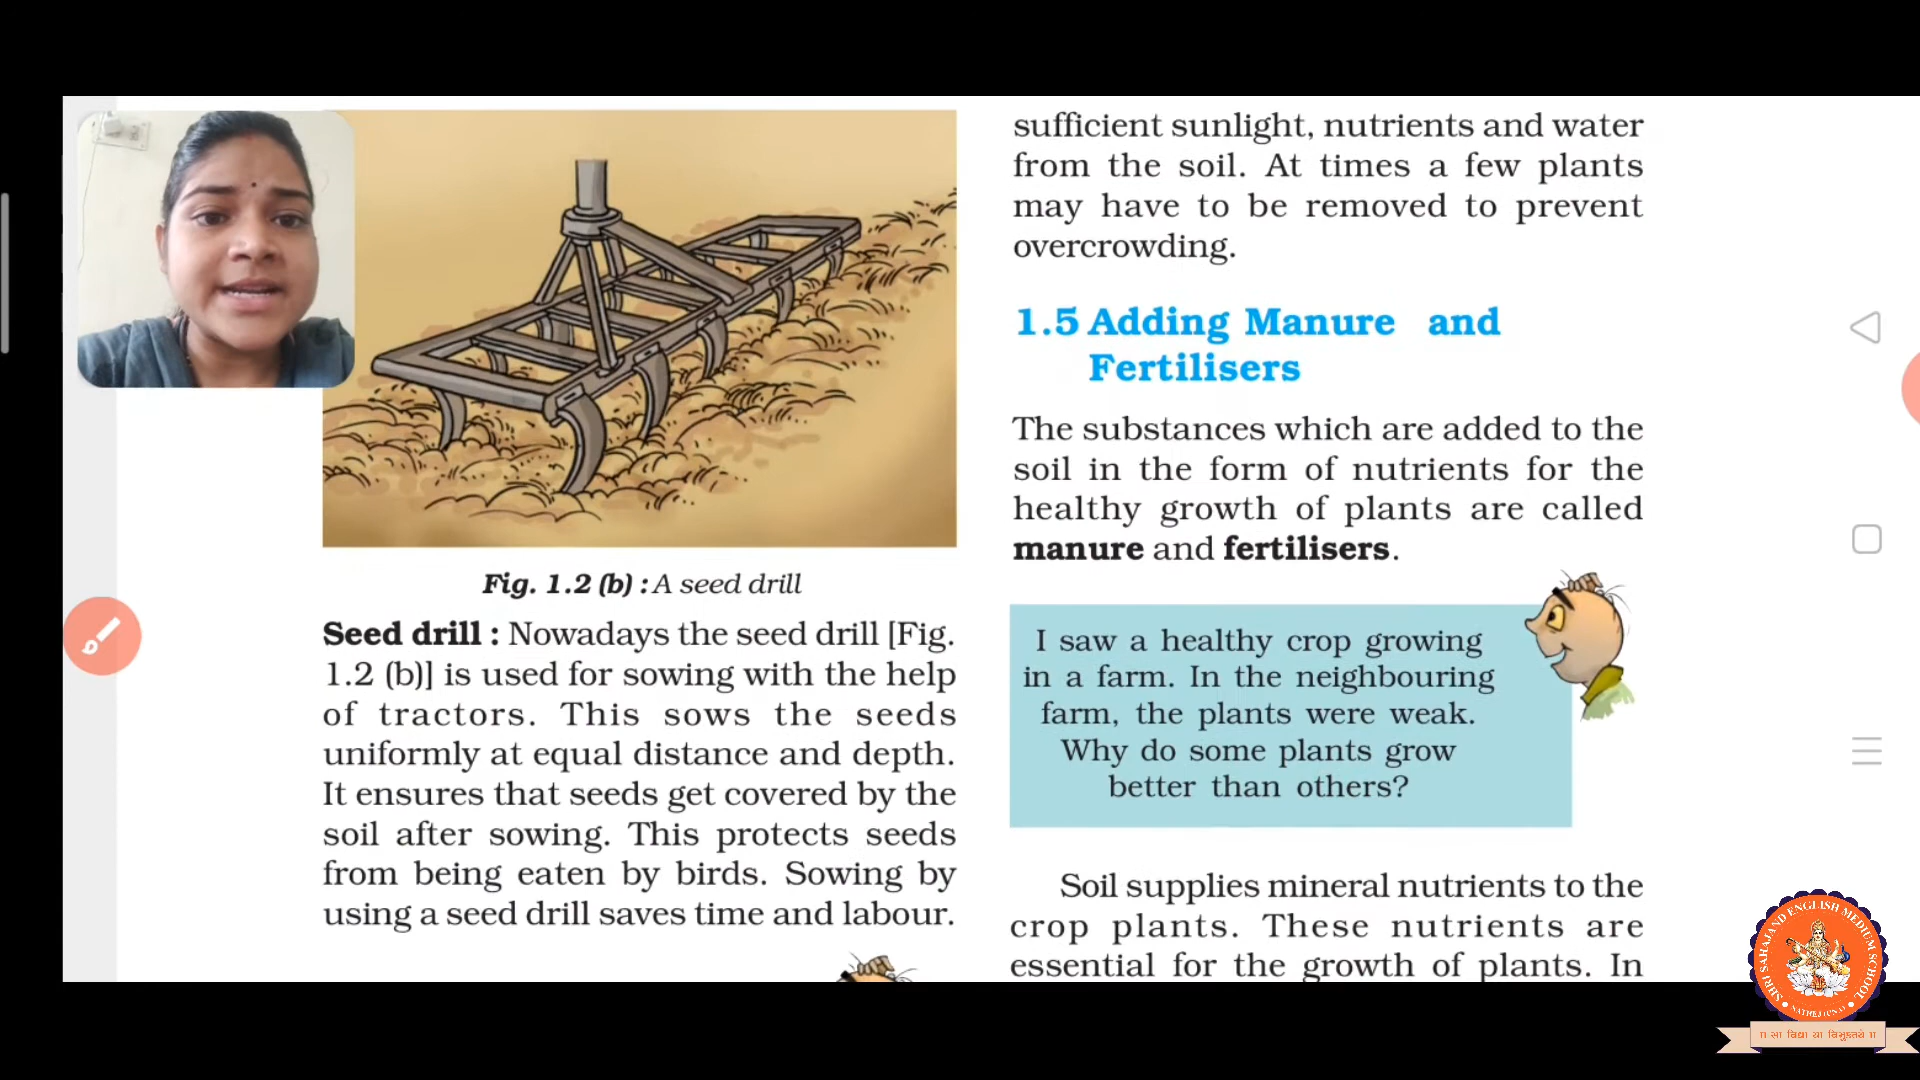 Fig. 1.2 (b) : A seed drill
Seed drill : Nowadays the seed drill [Fig.
1.2 (b)] is used for sowing with the help
of tractors. This sows the seeds
uniformly at equal distance and depth.
It ensures that seeds get covered by the
soil after sowing. This protects seeds
from being eaten by birds. Sowing by
using a seed drill saves time and labour.
sufficient sunlight, nutrients and water
from the soil. At times a few plants
may have to be removed to prevent
overcrowding.
1.5 Adding Manure and
Fertilisers
The substances which are added to the
soil in the form of nutrients for the
healthy growth of plants are called
manure and fertilisers.
I saw a healthy crop growing
in a farm. In the neighbouring
farm, the plants were weak.
Why do some plants grow
better than others?
Soil supplies mineral nutrients to the
crop plants. These nutrients are
essential for the growth of plants. In
SHRI SAHAJANAND ENGLISH MEDIUM SCHOOL
॥ सा विद्या या विमुक्तये ॥